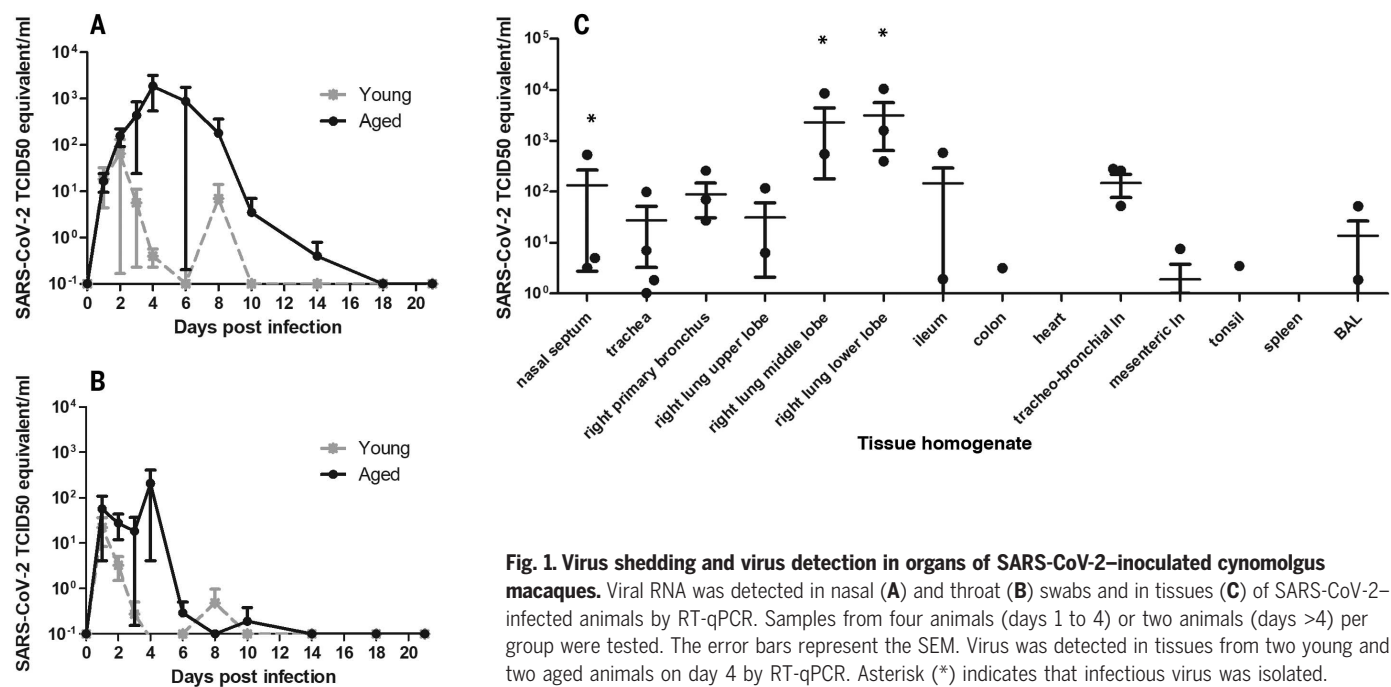 A
SARS-CoV-2 TCID50 equivalent/ml
10⁴
10³
10²
10¹
10⁰
10⁻¹
Young
Aged
0 2 4 6 8 10 12 14 16 18 20
Days post infection
B
SARS-CoV-2 TCID50 equivalent/ml
10⁴
10³
10²
10¹
10⁰
10⁻¹
Young
Aged
0 2 4 6 8 10 12 14 16 18 20
Days post infection
C
SARS-CoV-2 TCID50 equivalent/ml
10⁵
10⁴
10³
10²
10¹
10⁰
*
*
*
nasal septum
trachea
right primary bronchus
right lung upper lobe
right lung middle lobe
right lung lower lobe
ileum
colon
heart
tracheo-bronchial ln
mesenteric ln
tonsil
spleen
BAL
Tissue homogenate
Fig. 1. Virus shedding and virus detection in organs of SARS-CoV-2–inoculated cynomolgus
macaques. Viral RNA was detected in nasal (A) and throat (B) swabs and in tissues (C) of SARS-CoV-2–
infected animals by RT-qPCR. Samples from four animals (days 1 to 4) or two animals (days >4) per
group were tested. The error bars represent the SEM. Virus was detected in tissues from two young and
two aged animals on day 4 by RT-qPCR. Asterisk (*) indicates that infectious virus was isolated.